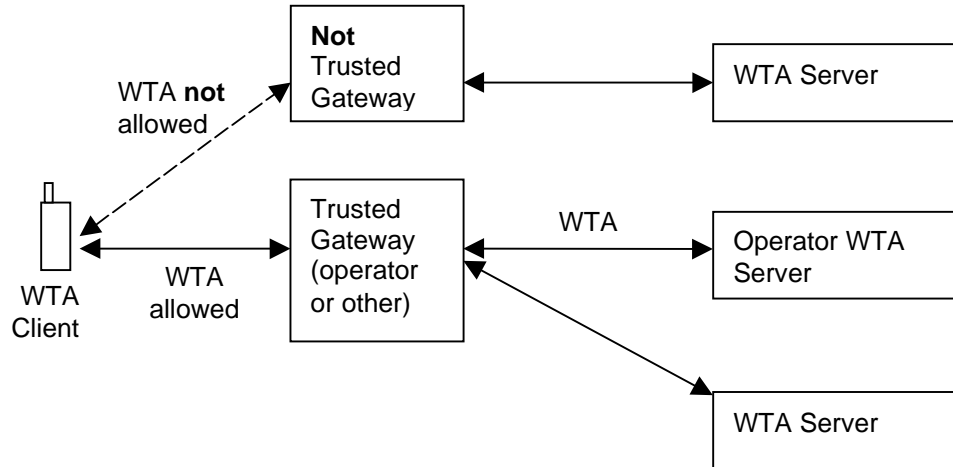 Not
Trusted
Gateway
WTA Server
WTA not
allowed
Trusted
Gateway
(operator
or other)
WTA
Operator WTA
Server
WTA
allowed
WTA
Client
WTA Server